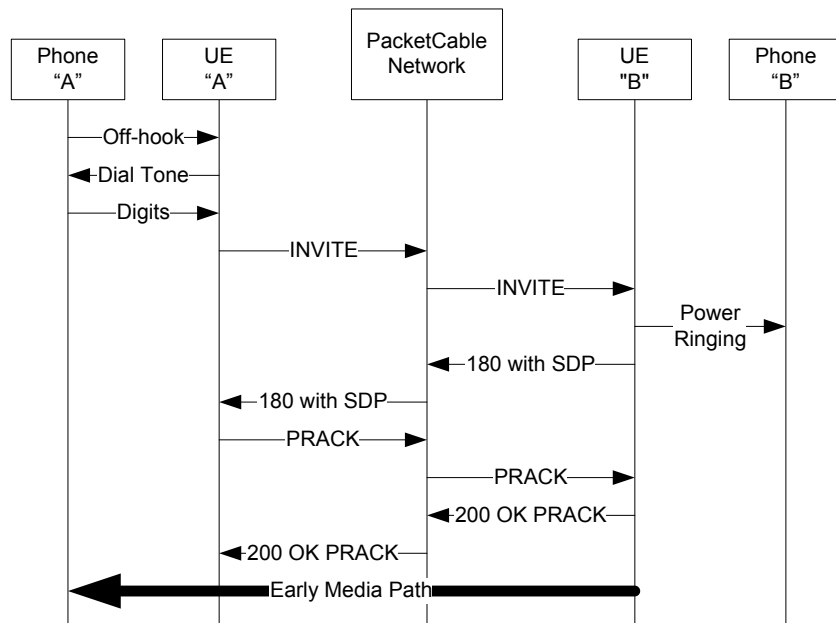 Phone
“A”
UE
“A”
PacketCable
Network
UE
"B"
Phone
“B”
Off-hook
Dial Tone
Digits
INVITE
INVITE
Power
Ringing
180 with SDP
180 with SDP
PRACK
PRACK
200 OK PRACK
200 OK PRACK
Early Media Path